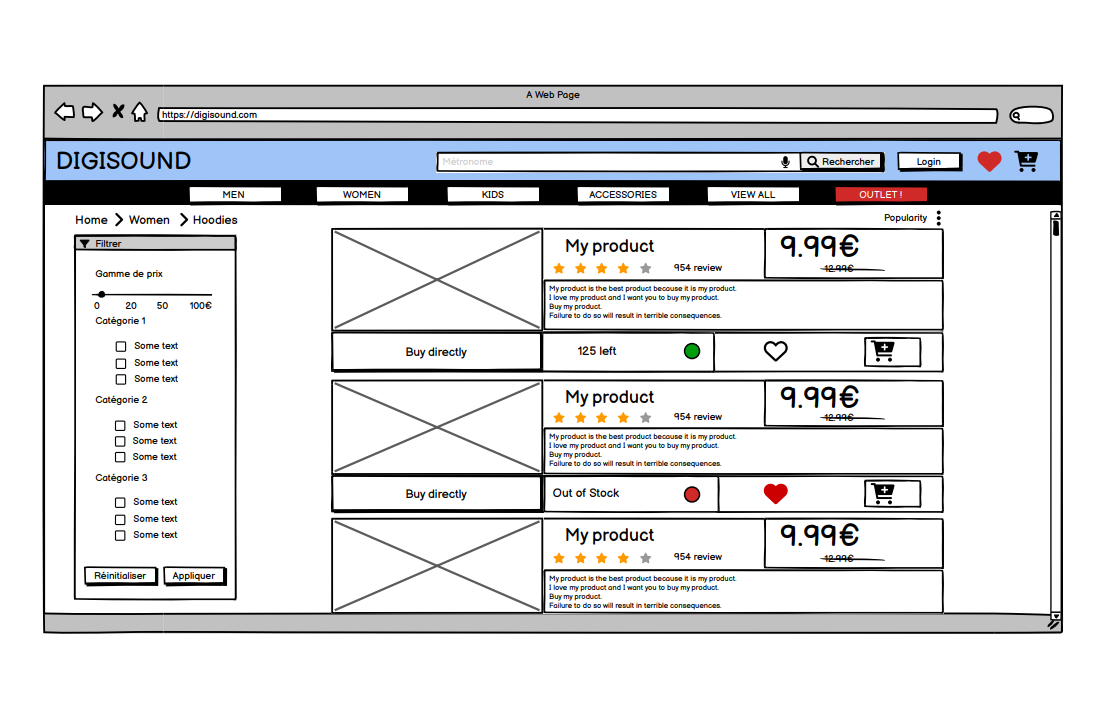 A Web Page
https://digisound.com
DIGISOUND
Métronome
Rechercher
Login
MEN
WOMEN
KIDS
ACCESSORIES
VIEW ALL
OUTLET !
Home
Women
Hoodies
Popularity
Filtrer
Gamme de prix
0 20 50 100€
Catégorie 1
Some text
Some text
Some text
Catégorie 2
Some text
Some text
Some text
Catégorie 3
Some text
Some text
Some text
Réinitialiser
Appliquer
My product
954 review
9.99€
12.99€
My product is the best product because it is my product.
I love my product and I want you to buy my product.
Buy my product.
Failure to do so will result in terrible consequences.
Buy directly
125 left
My product
954 review
9.99€
12.99€
My product is the best product because it is my product.
I love my product and I want you to buy my product.
Buy my product.
Failure to do so will result in terrible consequences.
Buy directly
Out of Stock
My product
954 review
9.99€
12.99€
My product is the best product because it is my product.
I love my product and I want you to buy my product.
Buy my product.
Failure to do so will result in terrible consequences.